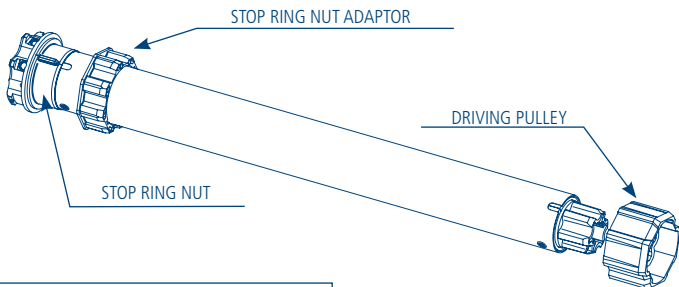 STOP RING NUT ADAPTOR
DRIVING PULLEY
STOP RING NUT